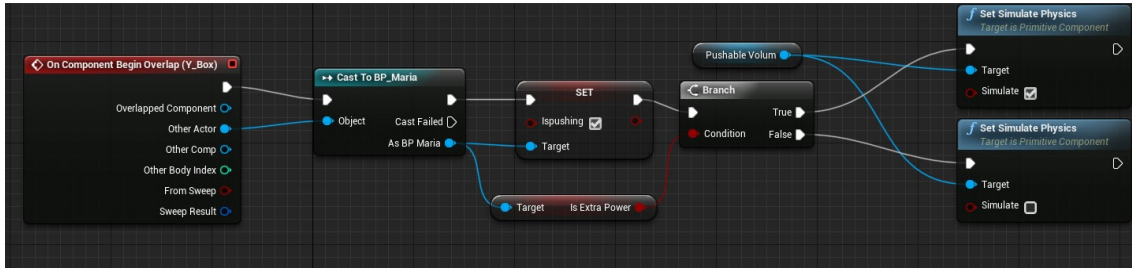 On Component Begin Overlap (Y_Box)
Overlapped Component
Other Actor
Other Comp
Other Body Index
From Sweep
Sweep Result
Cast To BP_Maria
Object
Cast Failed
As BP Maria
SET
Ispushing
Target
Target
Is Extra Power
Pushable Volum
Branch
True
Condition
False
Set Simulate Physics
Target is Primitive Component
Target
Simulate
Set Simulate Physics
Target is Primitive Component
Target
Simulate